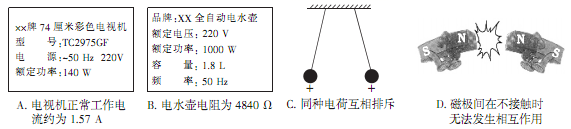 ××牌74厘米彩色电视机
型 号:TC2975GF
电 源:~50 Hz 220V
额定功率:140 W
A. 电视机正常工作电
流约为 1.57 A
品牌:XX 全自动电水壶
额定电压:220 V
额定功率:1000 W
容 量:1.8 L
频 率:50 Hz
B. 电水壶电阻为 4840 Ω
+ +
C. 同种电荷互相排斥
S N N S
D. 磁极间在不接触时
无法发生相互作用